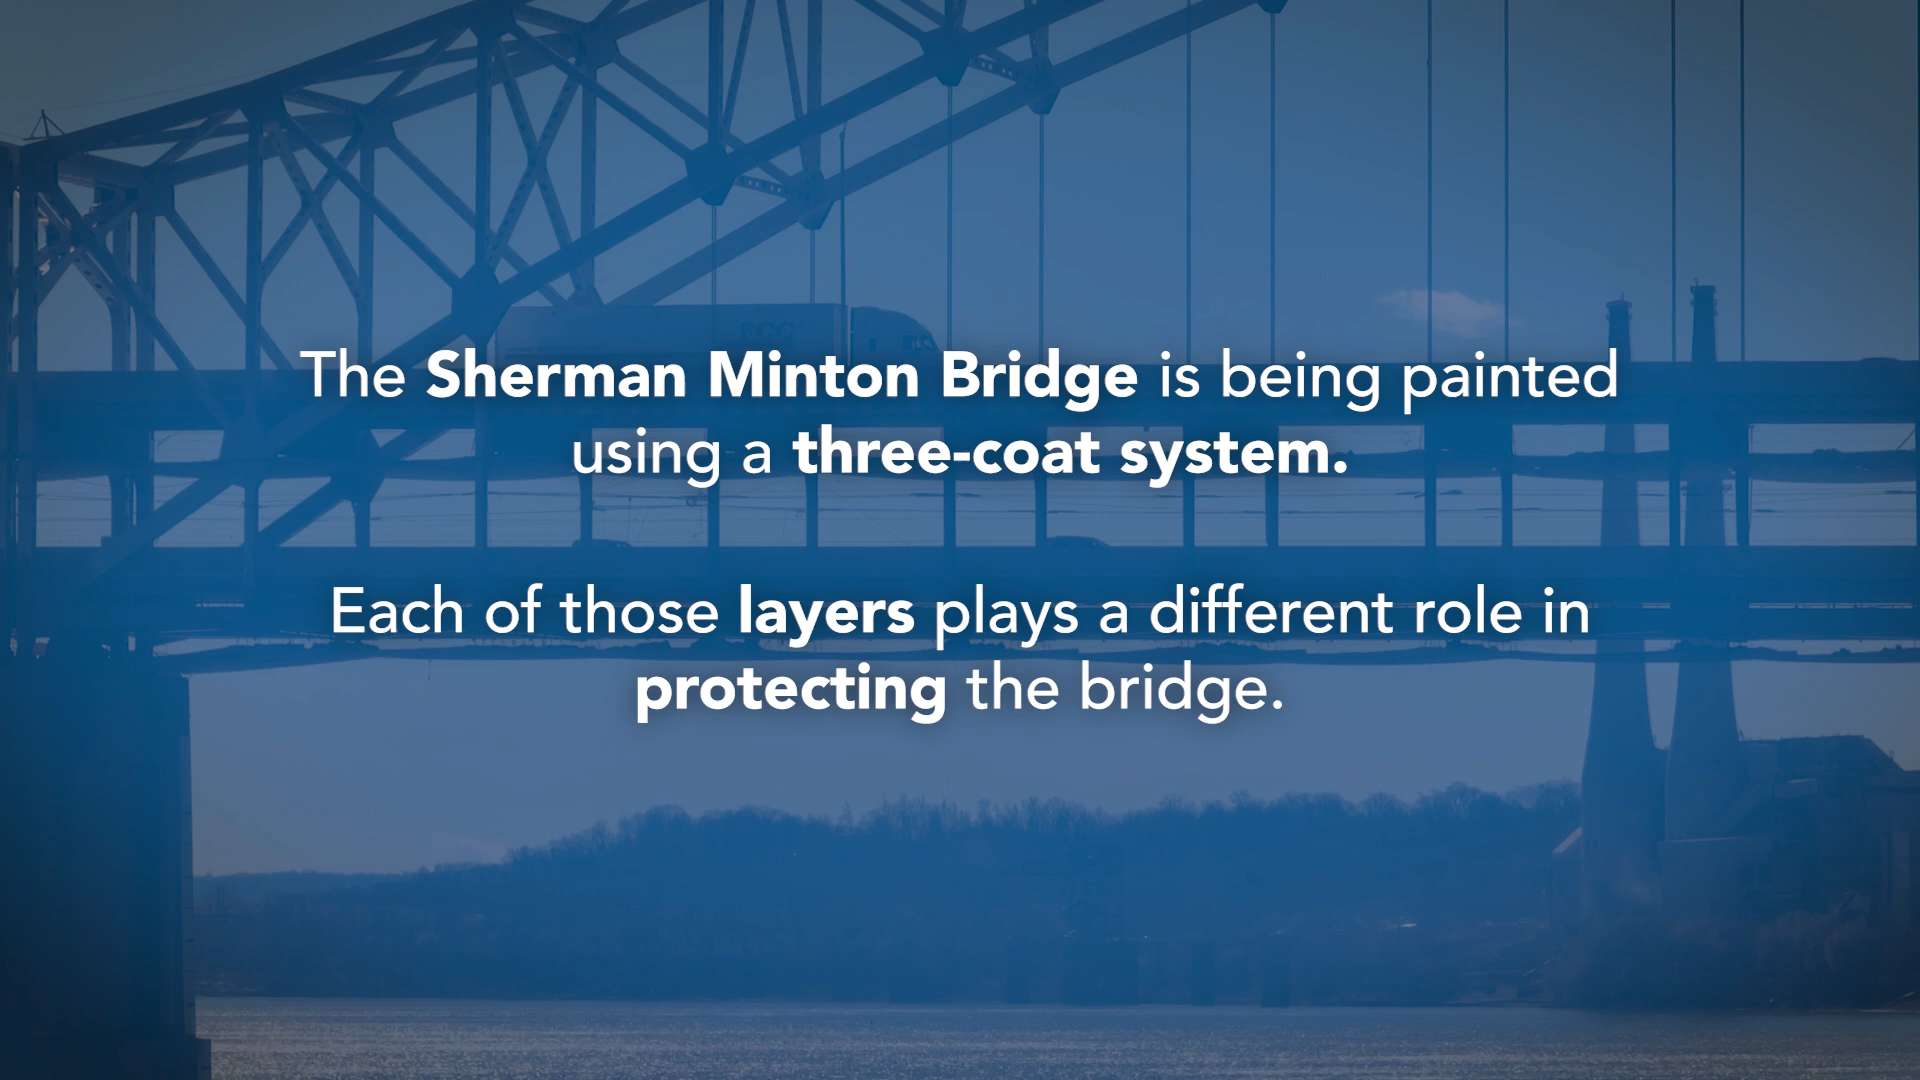 The Sherman Minton Bridge is being painted
using a three-coat system.
Each of those layers plays a different role in
protecting the bridge.